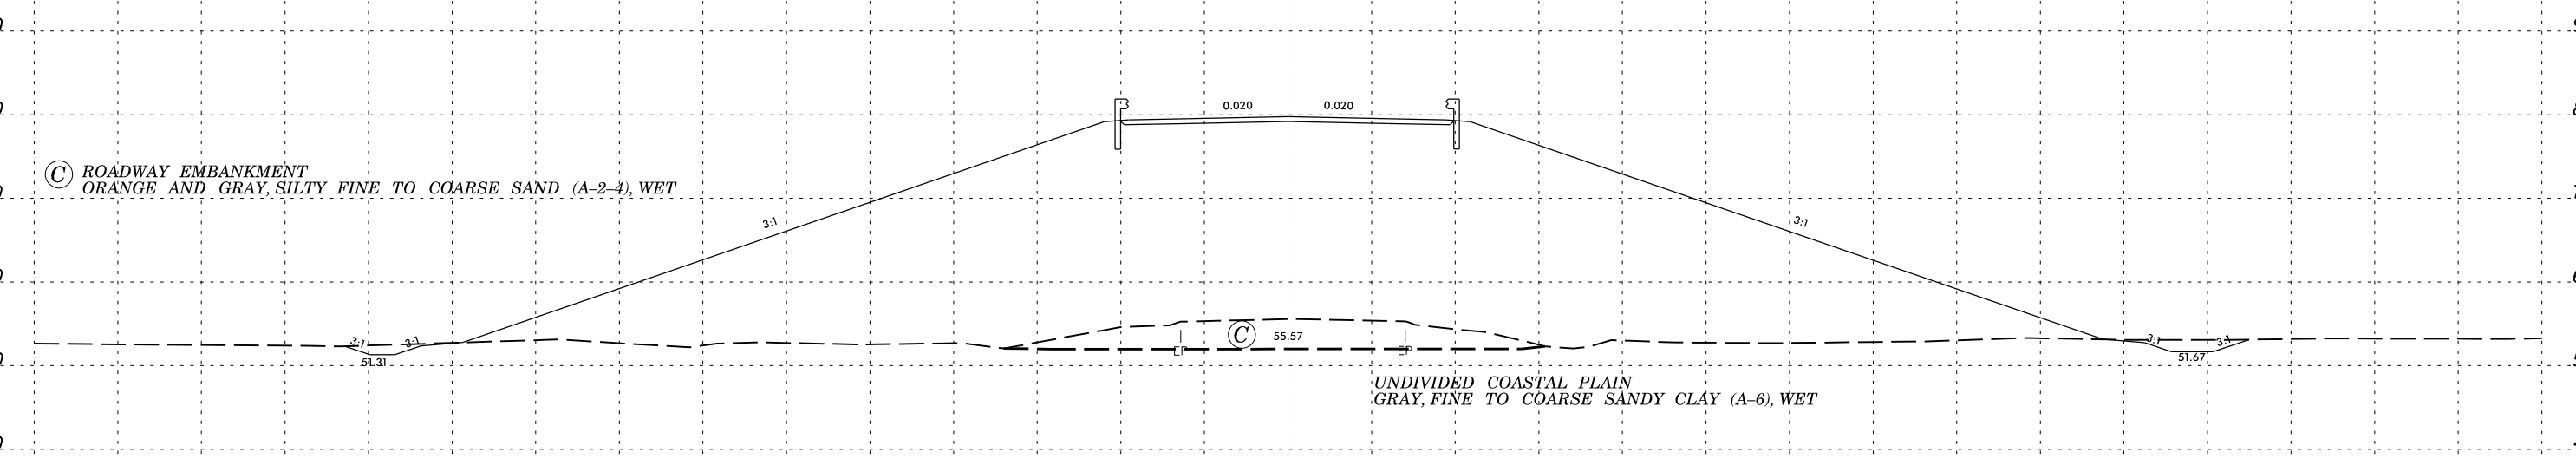 0.020 0.020
C ROADWAY EMBANKMENT
ORANGE AND GRAY, SILTY FINE TO COARSE SAND (A–2–4), WET
3:1 3:1
C 55.57
3:1 3:1 3:1 3:1
EP EP
51.31 51.67
UNDIVIDED COASTAL PLAIN
GRAY, FINE TO COARSE SANDY CLAY (A–6), WET